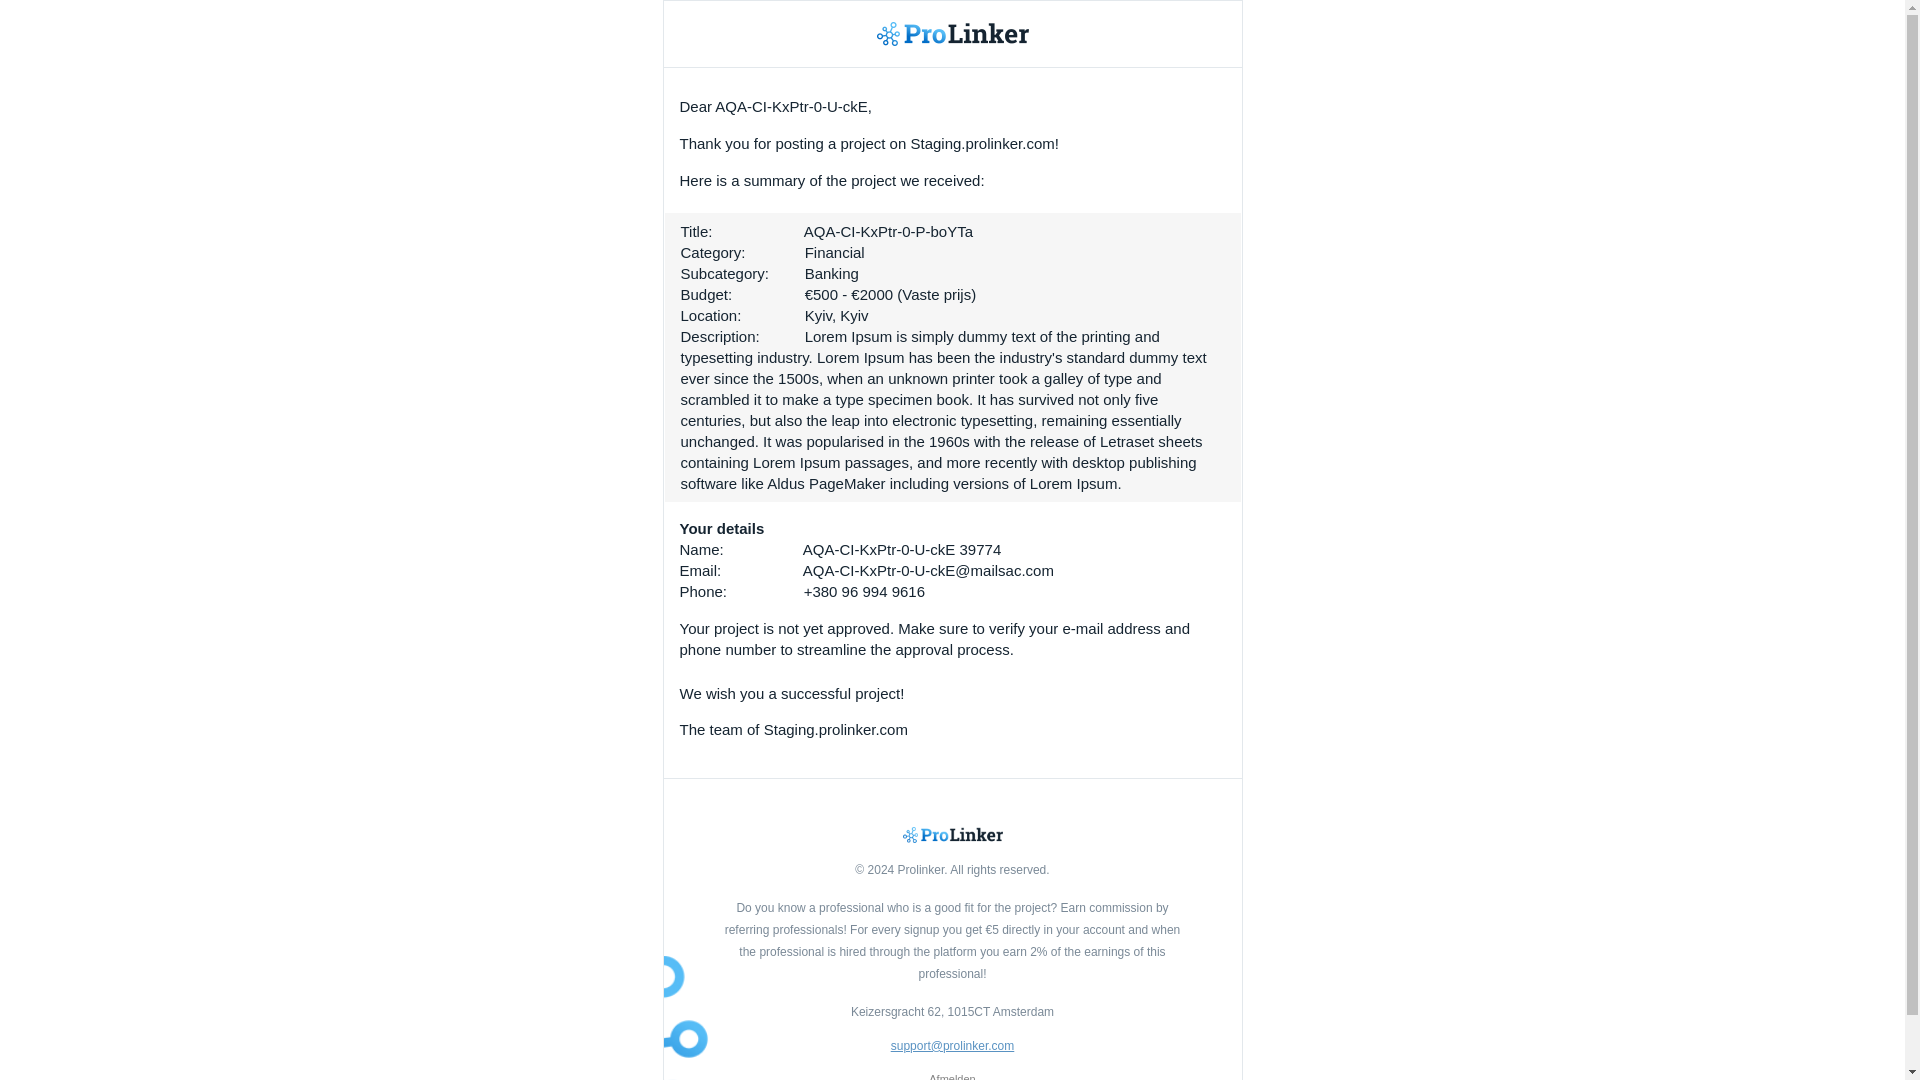 ProLinker
Dear AQA-CI-KxPtr-0-U-ckE,
Thank you for posting a project on Staging.prolinker.com!
Here is a summary of the project we received:
Title: AQA-CI-KxPtr-0-P-boYTa
Category: Financial
Subcategory: Banking
Budget: €500 - €2000 (Vaste prijs)
Location: Kyiv, Kyiv
Description: Lorem Ipsum is simply dummy text of the printing and
typesetting industry. Lorem Ipsum has been the industry's standard dummy text
ever since the 1500s, when an unknown printer took a galley of type and
scrambled it to make a type specimen book. It has survived not only five
centuries, but also the leap into electronic typesetting, remaining essentially
unchanged. It was popularised in the 1960s with the release of Letraset sheets
containing Lorem Ipsum passages, and more recently with desktop publishing
software like Aldus PageMaker including versions of Lorem Ipsum.
Your details
Name: AQA-CI-KxPtr-0-U-ckE 39774
Email: AQA-CI-KxPtr-0-U-ckE@mailsac.com
Phone: +380 96 994 9616
Your project is not yet approved. Make sure to verify your e-mail address and
phone number to streamline the approval process.
We wish you a successful project!
The team of Staging.prolinker.com
ProLinker
© 2024 Prolinker. All rights reserved.
Do you know a professional who is a good fit for the project? Earn commission by
referring professionals! For every signup you get €5 directly in your account and when
the professional is hired through the platform you earn 2% of the earnings of this
professional!
Keizersgracht 62, 1015CT Amsterdam
support@prolinker.com
Afmelden